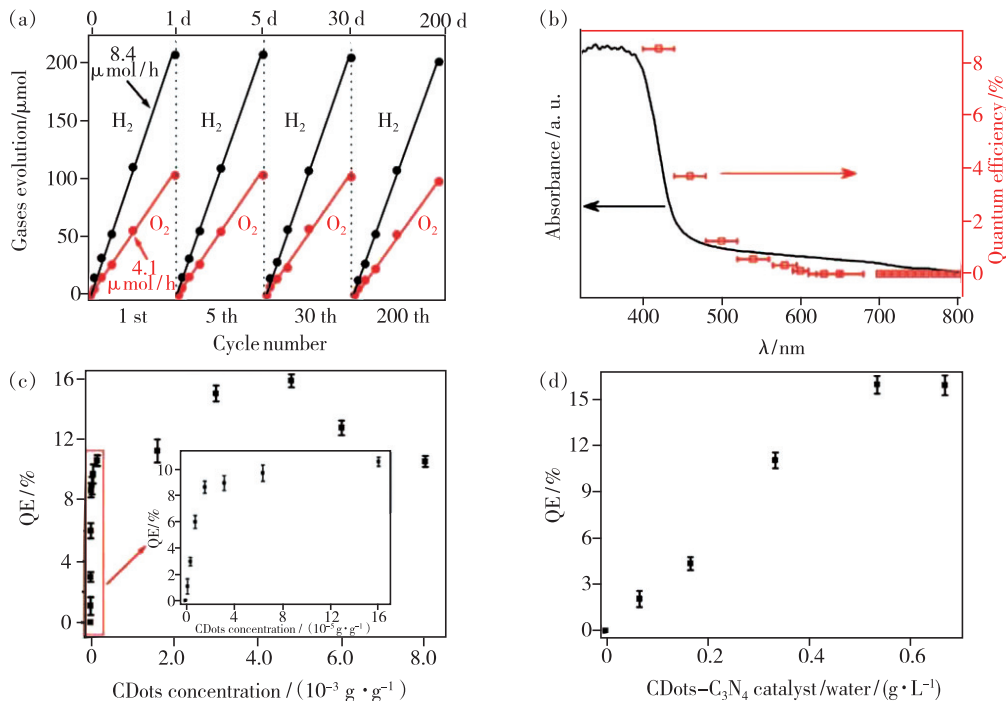 (a)
0 1 d 5 d 30 d 200 d
200
150
100
50
0
Gases evolution/μmol
8.4
μmol/h
H2 H2 H2 H2
O2 O2 O2 O2
4.1
μmol/h
1 st 5 th 30 th 200 th
Cycle number
(b)
Absorbance/a. u.
8
6
4
2
0
Quantum efficiency/%
400 500 600 700 800
λ/nm
(c)
16
12
8
4
0
QE/%
10
8
6
4
2
0
QE/%
0 4 8 12 16
CDots concentration/(10⁻⁵g·g⁻¹)
0 2.0 4.0 6.0 8.0
CDots concentration/(10⁻³ g·g⁻¹)
(d)
15
12
9
6
3
0
QE/%
0 0.2 0.4 0.6
CDots–C3N4 catalyst/water/(g·L⁻¹)